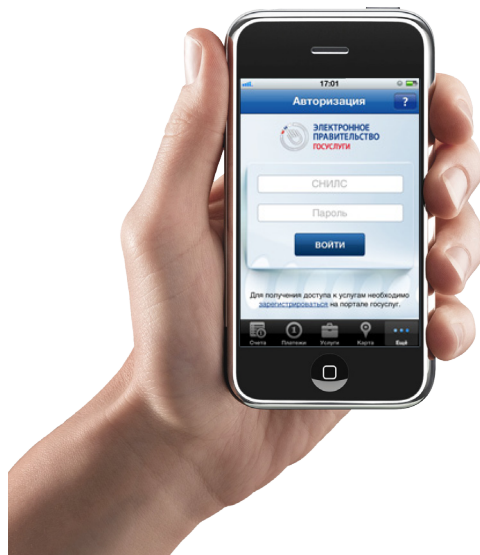 17:01
Авторизация
?
ЭЛЕКТРОННОЕ
ПРАВИТЕЛЬСТВО
ГОСУСЛУГИ
СНИЛС
Пароль
ВОЙТИ
Для получения доступа к услугам необходимо
зарегистрироваться на портале госуслуг.
Счета Платежи Услуги Карта Ещё